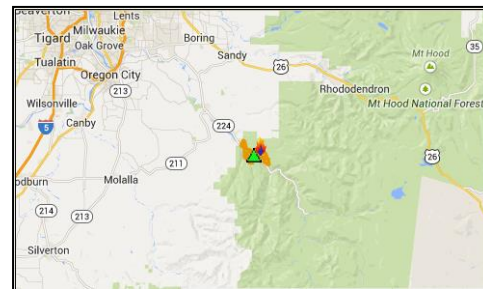 Beaverton
Lents
Milwaukie
Tigard
Boring
Oak Grove
Tualatin
Sandy
Oregon City
26
Mt Hood
35
Rhododendron
Mt Hood National Forest
213
Wilsonville
5
Canby
224
26
211
Molalla
214
213
Silverton